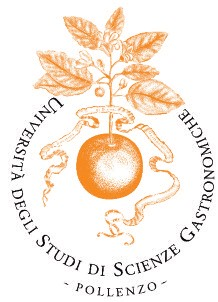 UNIVERSITÀ DEGLI STUDI DI SCIENZE GASTRONOMICHE
- POLLENZO -